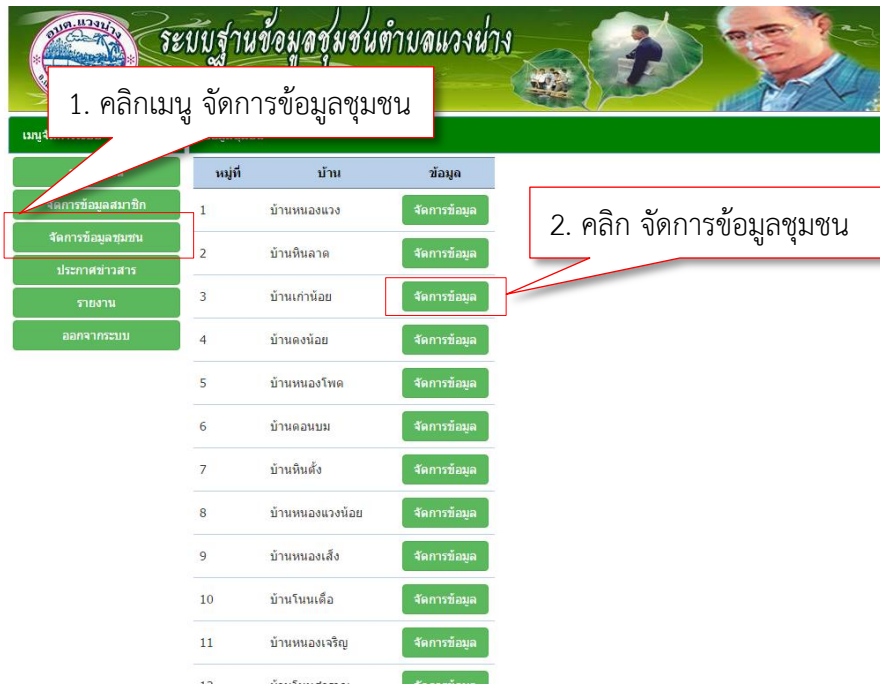 อบต.แวงน่าง
ระบบฐานข้อมูลชุมชนตำบลแวงน่าง
1. คลิกเมนู จัดการข้อมูลชุมชน
หมู่ที่ บ้าน ข้อมูล
จัดการข้อมูลสมาชิก
จัดการข้อมูลชุมชน
ประกาศข่าวสาร
รายงาน
ออกจากระบบ
1 บ้านหนองแวง จัดการข้อมูล
2. คลิก จัดการข้อมูลชุมชน
2 บ้านหินลาด จัดการข้อมูล
3 บ้านเก่าน้อย จัดการข้อมูล
4 บ้านดงน้อย จัดการข้อมูล
5 บ้านหนองโพด จัดการข้อมูล
6 บ้านดอนบม จัดการข้อมูล
7 บ้านหินตั้ง จัดการข้อมูล
8 บ้านหนองแวงน้อย จัดการข้อมูล
9 บ้านหนองเส็ง จัดการข้อมูล
10 บ้านโนนเดื่อ จัดการข้อมูล
11 บ้านหนองเจริญ จัดการข้อมูล
12